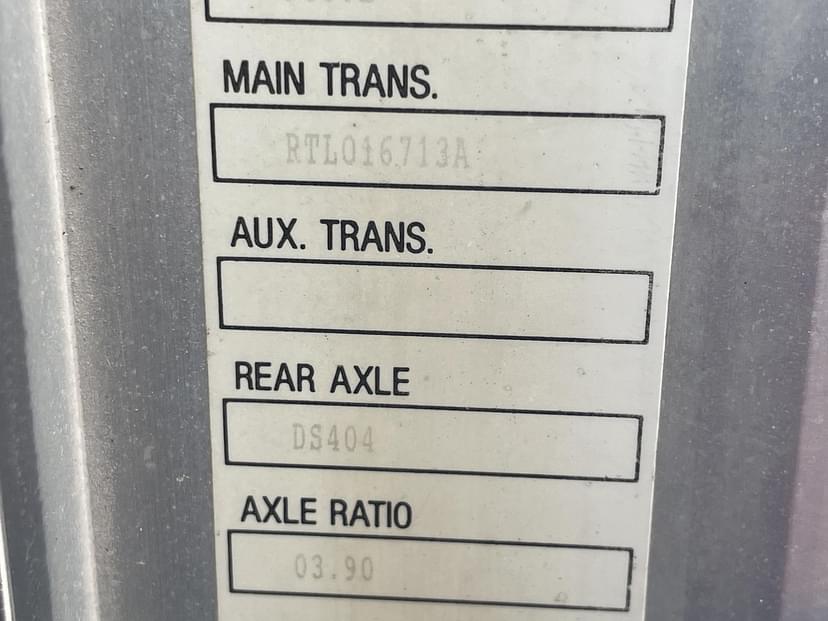 MAIN TRANS.
RTLO16713A
AUX. TRANS.
REAR AXLE
DS404
AXLE RATIO
03.90